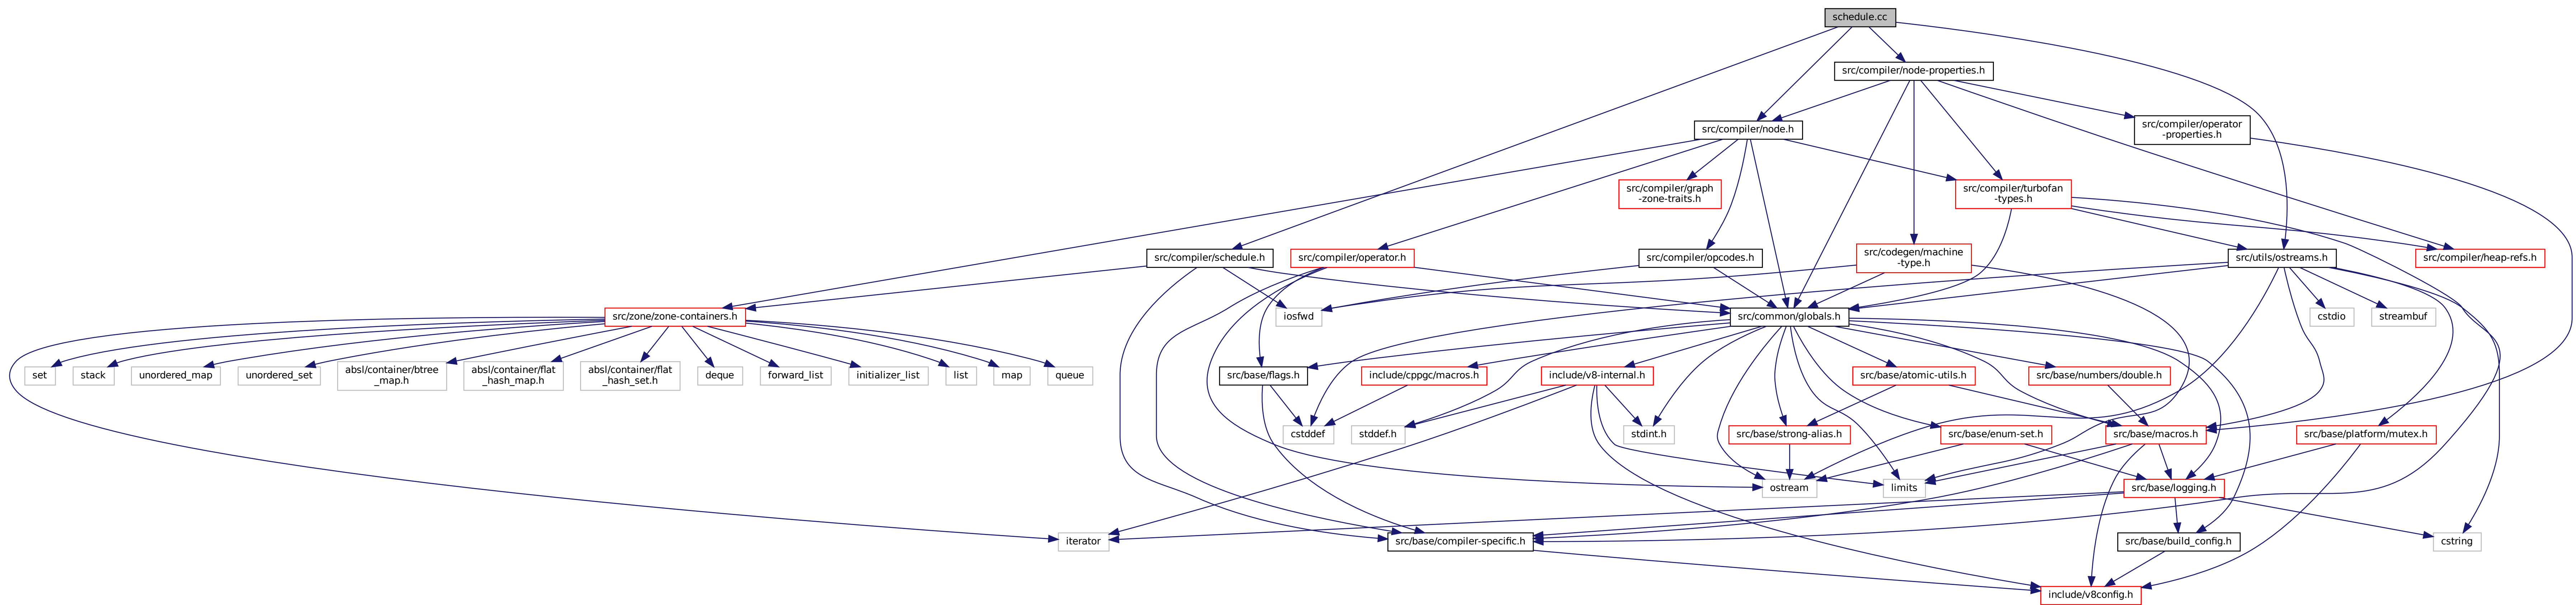 schedule.cc
src/compiler/node-properties.h
src/compiler/node.h
src/compiler/operator
-properties.h
src/compiler/graph
-zone-traits.h
src/compiler/turbofan
-types.h
src/compiler/schedule.h
src/compiler/operator.h
src/compiler/opcodes.h
src/codegen/machine
-type.h
src/utils/ostreams.h
src/compiler/heap-refs.h
src/zone/zone-containers.h
iosfwd
src/common/globals.h
cstdio
streambuf
set
stack
unordered_map
unordered_set
absl/container/btree
_map.h
absl/container/flat
_hash_map.h
absl/container/flat
_hash_set.h
deque
forward_list
initializer_list
list
map
queue
src/base/flags.h
include/cppgc/macros.h
include/v8-internal.h
src/base/atomic-utils.h
src/base/numbers/double.h
cstddef
stddef.h
stdint.h
src/base/strong-alias.h
src/base/enum-set.h
src/base/macros.h
src/base/platform/mutex.h
ostream
limits
src/base/logging.h
iterator
src/base/compiler-specific.h
src/base/build_config.h
cstring
include/v8config.h